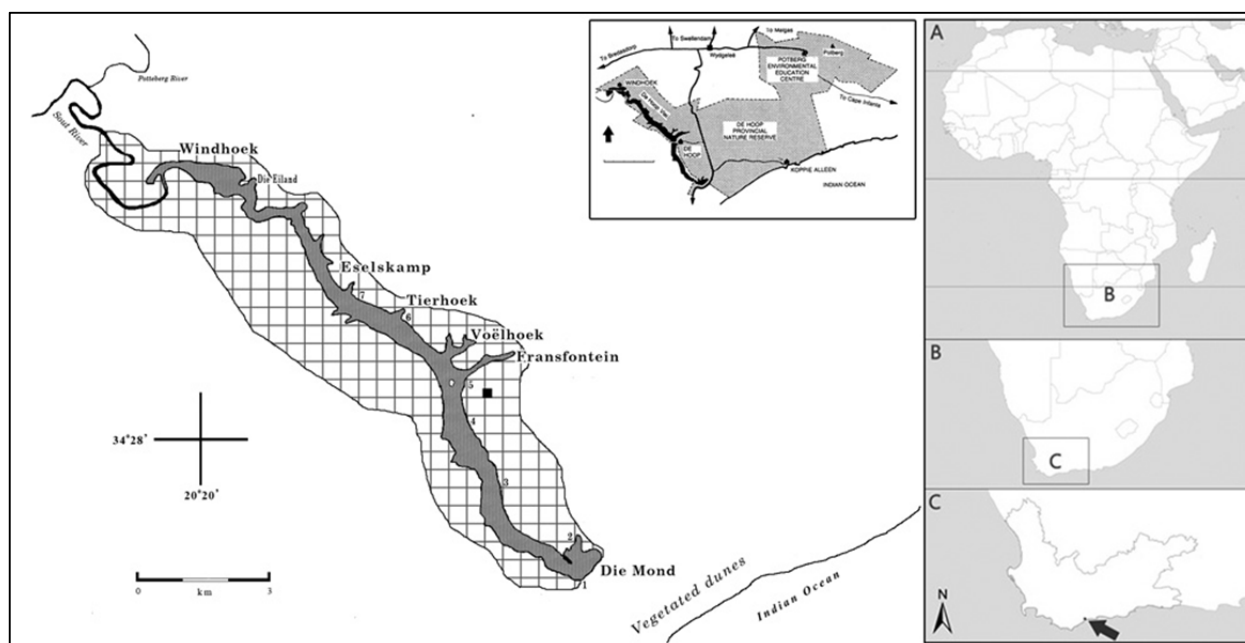 Potteberg River
Sout River
Windhoek
Die Eiland
Eselskamp
7
Tierhoek
6
Voëlhoek
Fransfontein
5
4
3
2
Die Mond
1
34°28'
20°20'
0 3
km
Vegetated dunes
Indian Ocean
To Bredasdorp
To Swellendam
To Malgas
Wydgeleë
Potberg
POTBERG
ENVIRONMENTAL
EDUCATION
CENTRE
To Cape Infanta
WINDHOEK
De Hoop Vlei
DE HOOP
PROVINCIAL
NATURE RESERVE
DE
HOOP
KOPPIE ALLEEN
INDIAN OCEAN
A
B
B
C
C
N